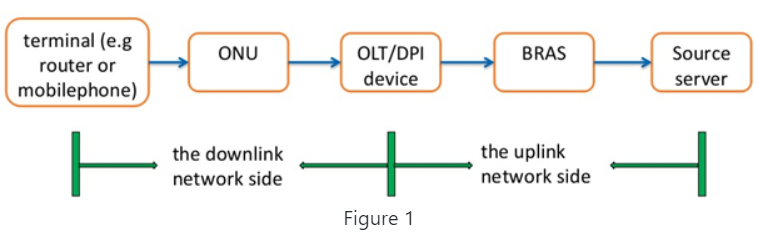 terminal (e.g
router or
mobilephone)
ONU
OLT/DPI
device
BRAS
Source
server
the downlink
network side
the uplink
network side
Figure 1